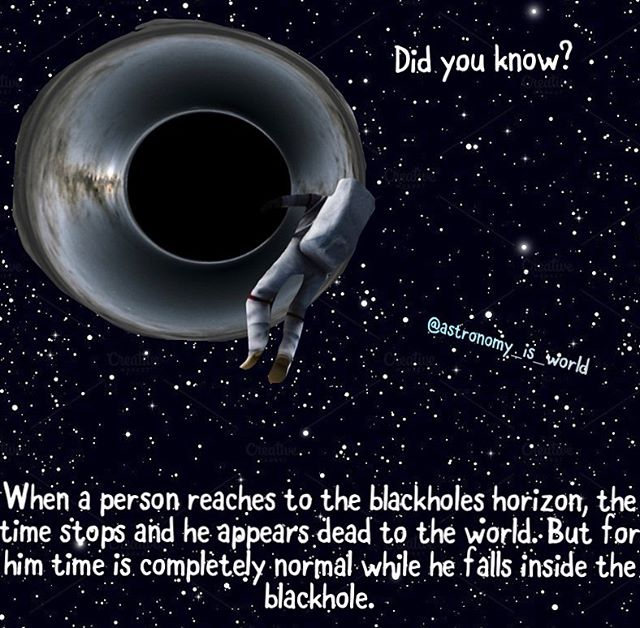 Did you know?
@astronomy_is_world
When a person reaches to the blackholes horizon, the
time stops and he appears dead to the world. But for
him time is completely normal while he falls inside the
blackhole.